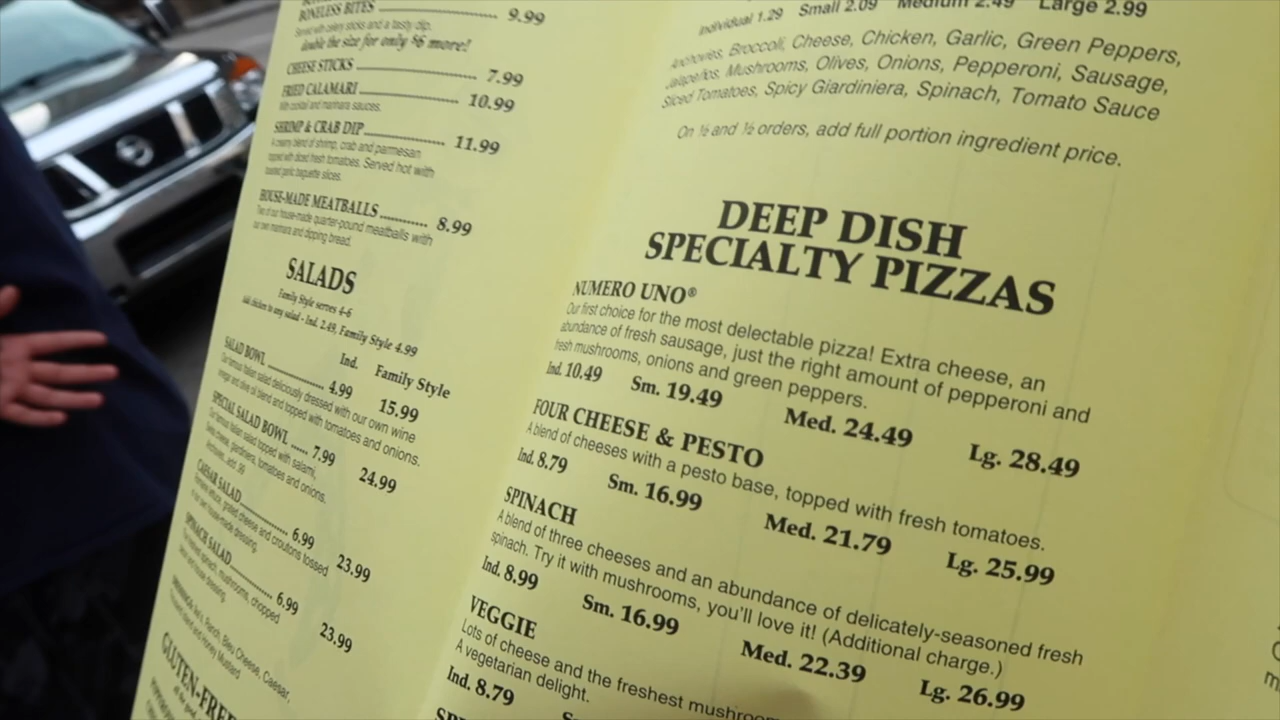 BONELESS BITES 9.99
Served with celery sticks and a tasty dip.
double the size for only $6 more!
CHEESE STICKS 7.99
FRIED CALAMARI 10.99
With cocktail and marinara sauces.
SHRIMP & CRAB DIP 11.99
A creamy blend of shrimp, crab and parmesan
topped with diced fresh tomatoes. Served hot with
toasted garlic baguette slices.
HOUSE-MADE MEATBALLS 8.99
Two of our house-made quarter-pound meatballs with
our own marinara and dipping bread.
SALADS
Family Style serves 4-6
Add chicken to any salad - Ind. 2.49, Family Style 4.99
Ind. Family Style
SALAD BOWL 4.99 15.99
Our famous Italian salad deliciously dressed with our own wine
vinegar and olive oil blend and topped with tomatoes and onions.
SPECIAL SALAD BOWL 7.99 24.99
Our famous Italian salad topped with salami,
Swiss cheese, giardiniera, tomatoes and onions.
Anchovies, add .99
CAESAR SALAD 6.99 23.99
Romaine lettuce, grated cheese and croutons tossed
in our own house-made dressing.
SPINACH SALAD 6.99 23.99
spinach, mushrooms, chopped
and house dressing.
Ranch, Bleu Cheese, Caesar,
and Honey Mustard
GLUTEN-FREE
Individual 1.29 Small 2.09 Medium 2.49 Large 2.99
Anchovies, Broccoli, Cheese, Chicken, Garlic, Green Peppers,
Jalapeños, Mushrooms, Olives, Onions, Pepperoni, Sausage,
Sliced Tomatoes, Spicy Giardiniera, Spinach, Tomato Sauce
On ½ and ½ orders, add full portion ingredient price.
DEEP DISH
SPECIALTY PIZZAS
NUMERO UNO®
Our first choice for the most delectable pizza! Extra cheese, an
abundance of fresh sausage, just the right amount of pepperoni and
fresh mushrooms, onions and green peppers.
Ind. 10.49 Sm. 19.49 Med. 24.49 Lg. 28.49
FOUR CHEESE & PESTO
A blend of cheeses with a pesto base, topped with fresh tomatoes.
Ind. 8.79 Sm. 16.99 Med. 21.79 Lg. 25.99
SPINACH
A blend of three cheeses and an abundance of delicately-seasoned fresh
spinach. Try it with mushrooms, you'll love it! (Additional charge.)
Ind. 8.99 Sm. 16.99 Med. 22.39 Lg. 26.99
VEGGIE
Lots of cheese and the freshest
A vegetarian delight.
Ind. 8.79